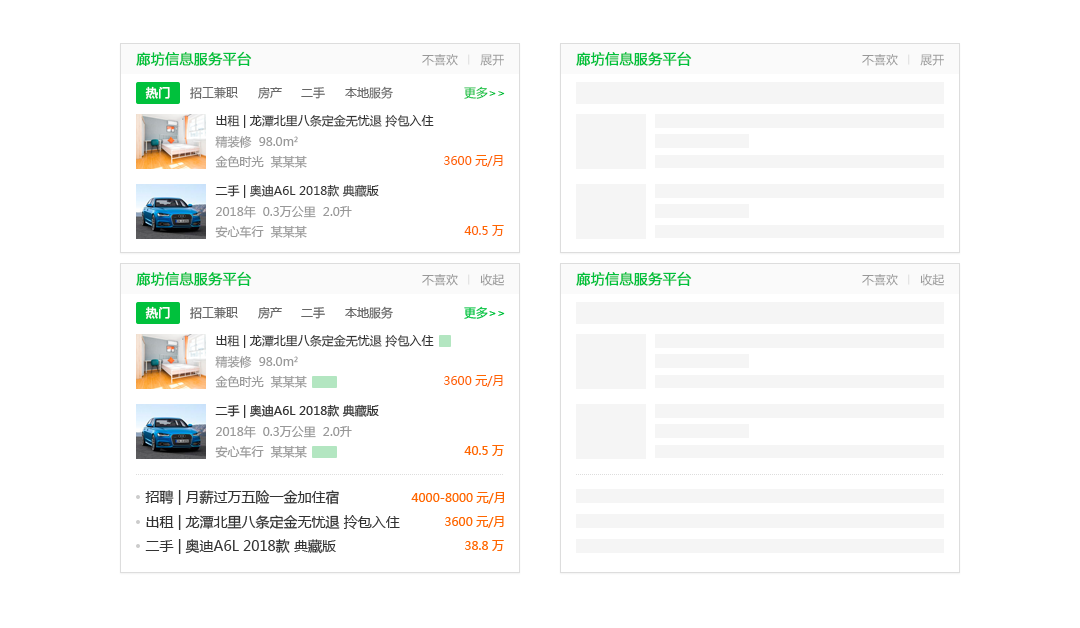 廊坊信息服务平台 不喜欢 展开
热门 招工兼职 房产 二手 本地服务 更多>>
出租 | 龙潭北里八条定金无忧退 拎包入住
精装修 98.0m²
金色时光 某某某 3600 元/月
二手 | 奥迪A6L 2018款 典藏版
2018年 0.3万公里 2.0升
安心车行 某某某 40.5 万
廊坊信息服务平台 不喜欢 展开
廊坊信息服务平台 不喜欢 收起
热门 招工兼职 房产 二手 本地服务 更多>>
出租 | 龙潭北里八条定金无忧退 拎包入住
精装修 98.0m²
金色时光 某某某 3600 元/月
二手 | 奥迪A6L 2018款 典藏版
2018年 0.3万公里 2.0升
安心车行 某某某 40.5 万
招聘 | 月薪过万五险一金加住宿 4000-8000 元/月
出租 | 龙潭北里八条定金无忧退 拎包入住 3600 元/月
二手 | 奥迪A6L 2018款 典藏版 38.8 万
廊坊信息服务平台 不喜欢 收起